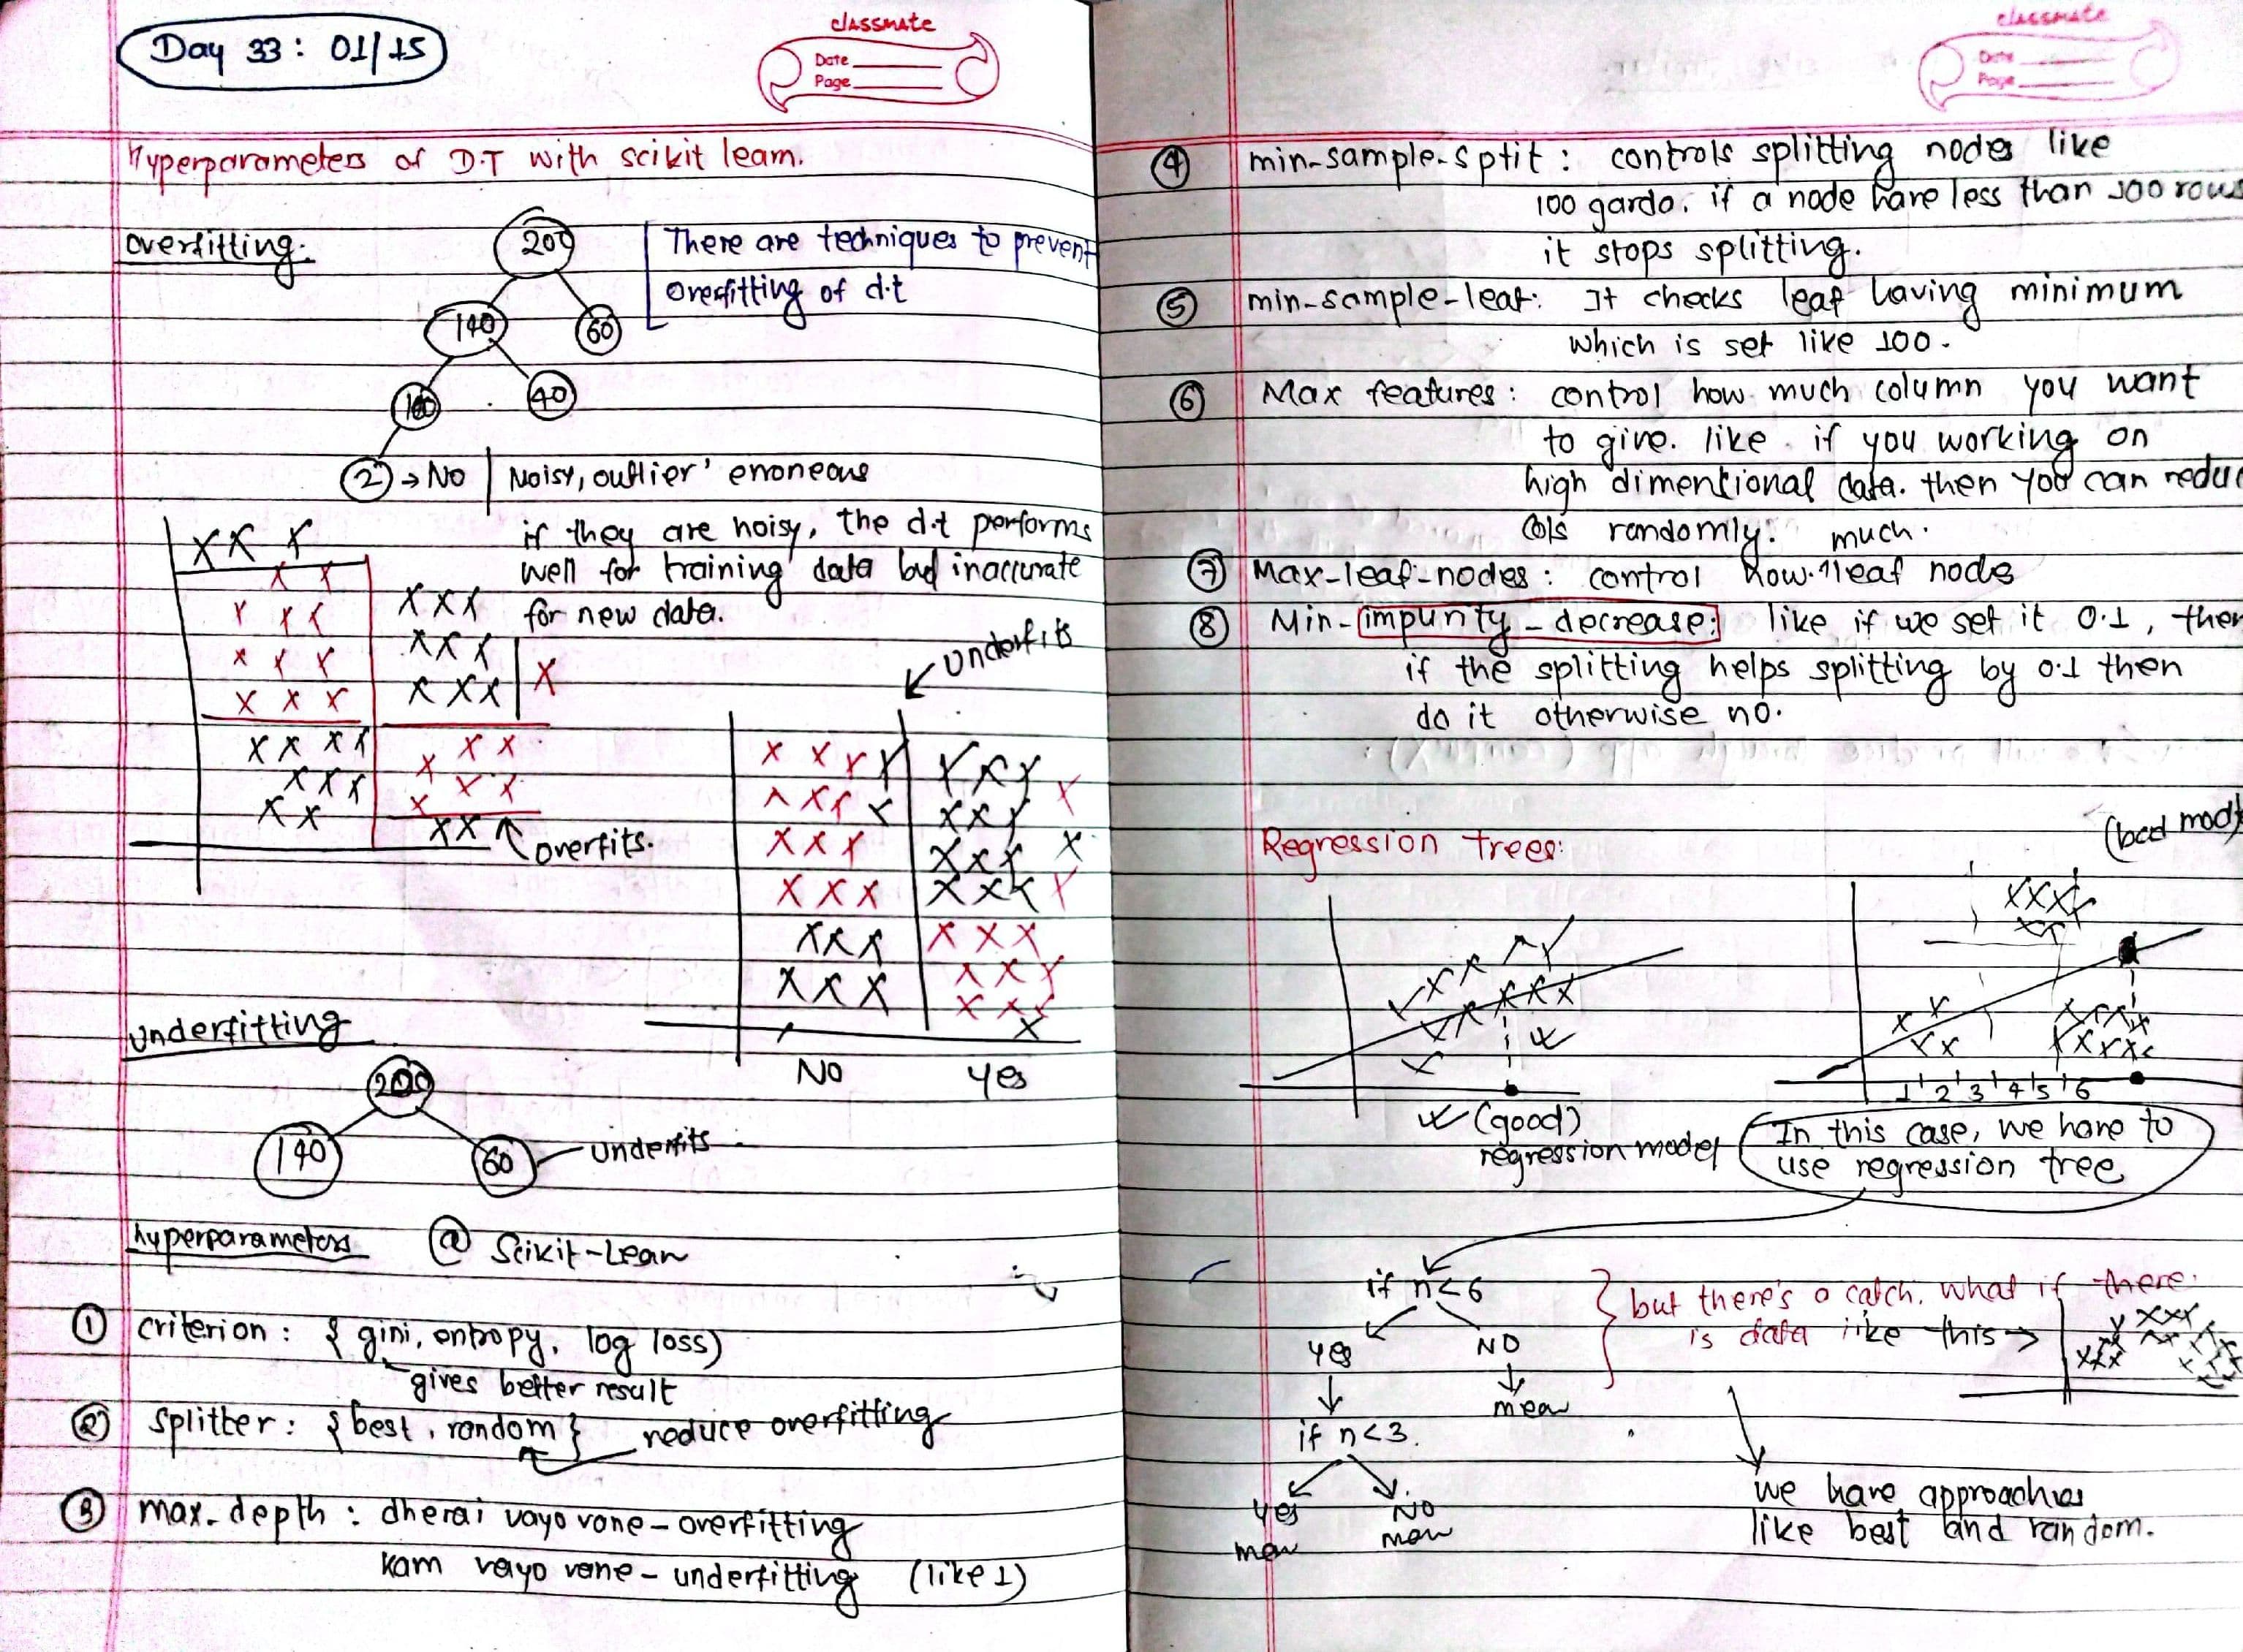 Day 33 : 01/15
classmate
Date
Page
Hyperparameters of D.T with scikit learn.
overfitting.
200
140
60
100
40
2 → No
There are techniques to prevent
overfitting of d.t
Noisy, outlier' erroneous
if they are noisy, the d.t performs
well for training data but inaccurate
for new data.
overfits.
underfits
No
Yes
underfitting
200
140
60
underfits
hyperparameters @ Scikit-Lean
① criterion : { gini, entropy, log loss)
gives better result
② splitter : { best, random } reduce overfitting
③ max-depth : dherai vayo vane - overfitting
kam vayo vane - underfitting (like 1)
classmate
Date
Page
④ min-sample-split : controls splitting nodes like
100 garda. if a node have less than 100 rows
it stops splitting.
⑤ min-sample-leaf: It checks leaf having minimum
which is set like 100.
⑥ Max features : control how much column you want
to give. like if you working on
high dimentional data. then you can reduc
cols randomly.
much.
⑦ Max-leaf-nodes : control how leaf node
⑧ Min-impurity-decrease: like if we set it 0.1, then
if the splitting helps splitting by 0.1 then
do it otherwise no.
Regression trees:
(good)
regression model
(bad mod
1 2 3 4 5 6
In this case, we have to
use regression tree
if n<6
Yes
NO
mean
if n<3.
Yes
NO
mean
mean
but there's a catch. what if there
is data like this →
we have approaches
like best and random.